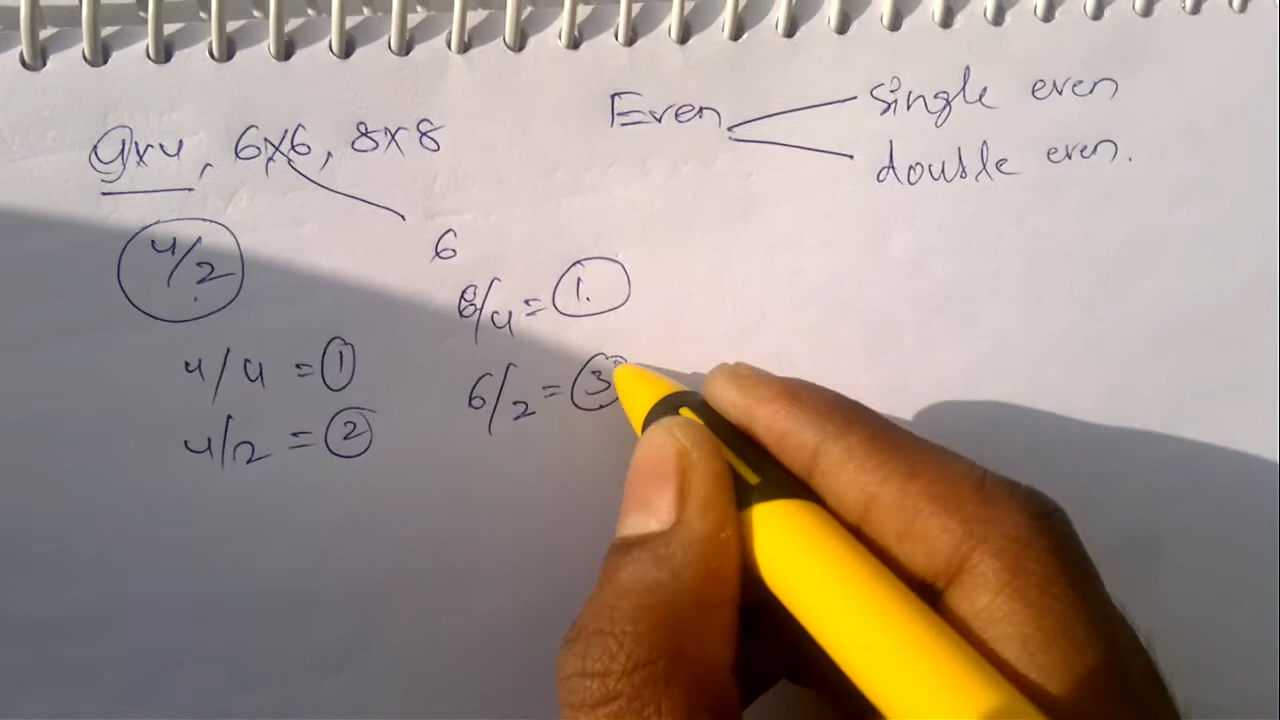 4x4, 6x6, 8x8
Even
single even
double even.
4/2
6
6/4 = 1.
4/4 = 1
6/2 = 3
4/2 = 2